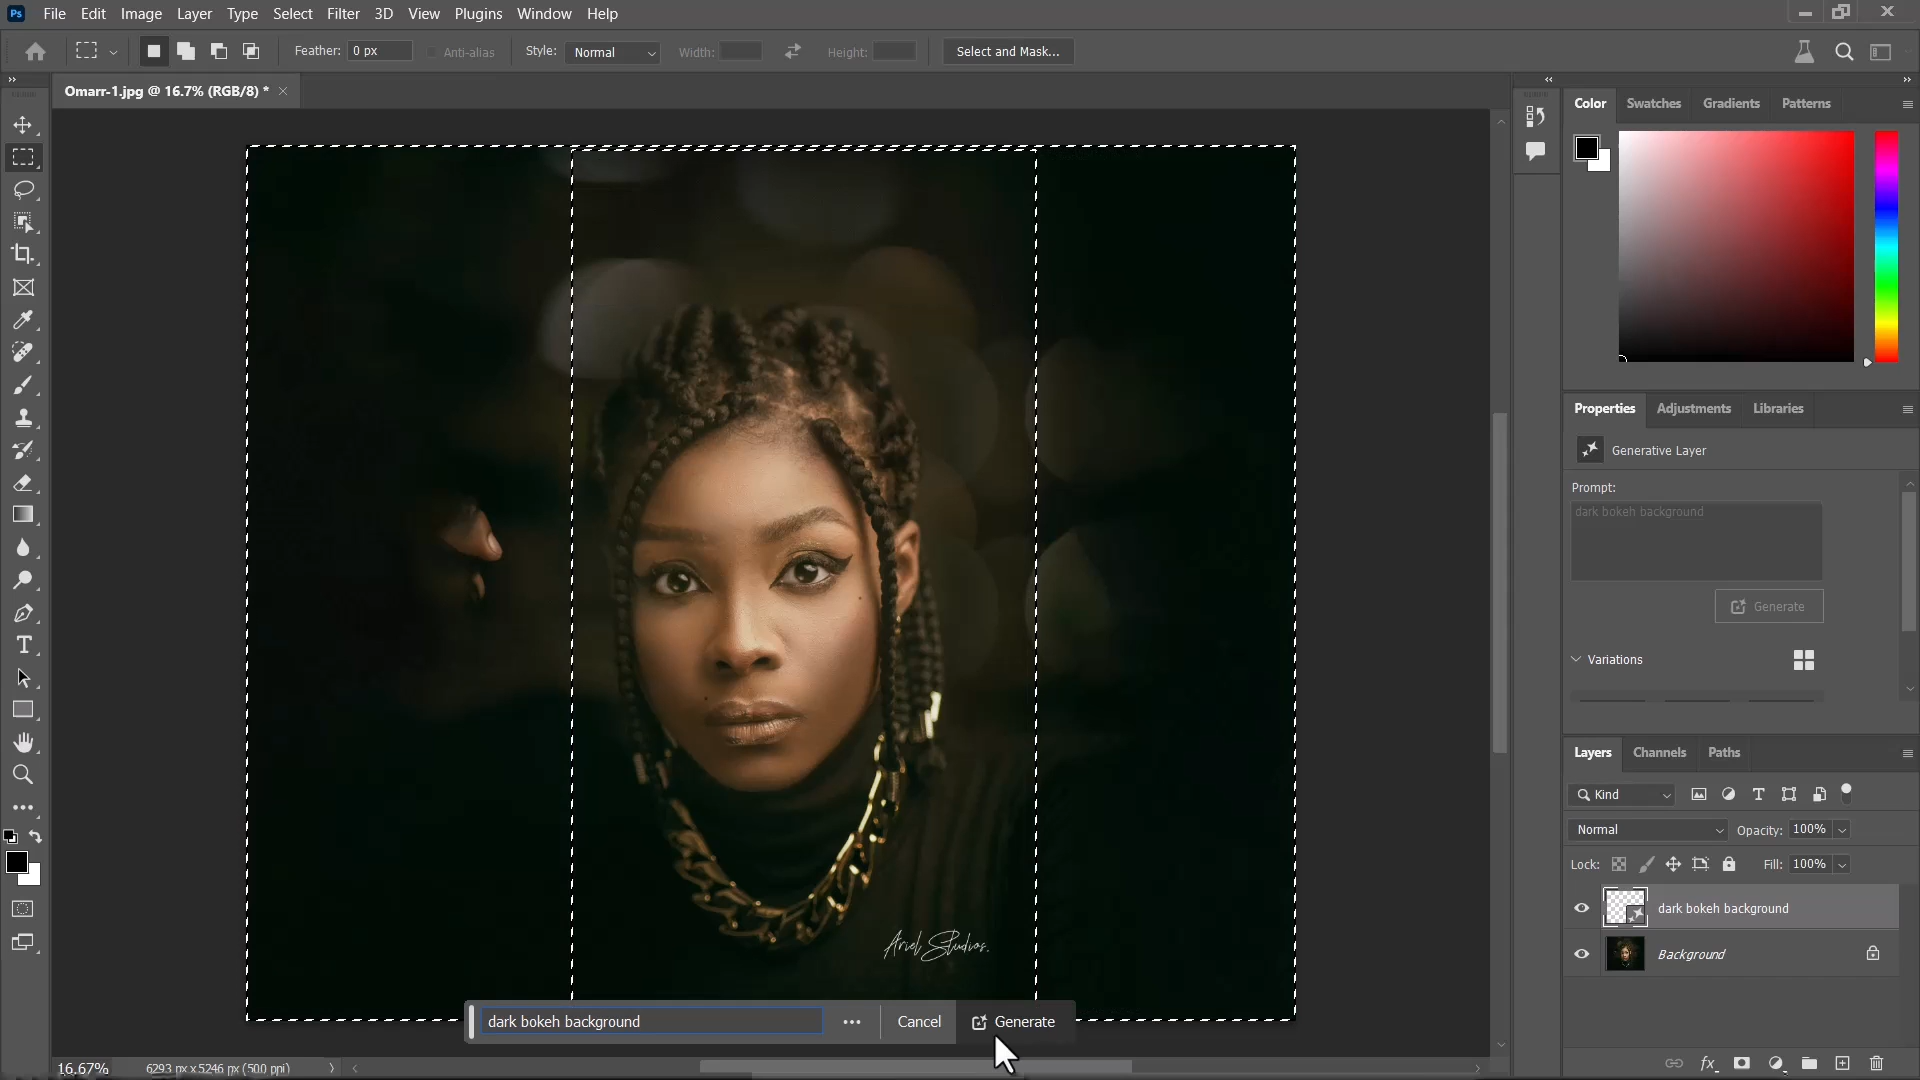 Ps File Edit Image Layer Type Select Filter 3D View Plugins Window Help
Feather: 0 px Anti-alias Style: Normal Width: Height: Select and Mask...
Omarr-1.jpg @ 16.7% (RGB/8) *
Color Swatches Gradients Patterns
Properties Adjustments Libraries
Generative Layer
Prompt:
dark bokeh background
Generate
Variations
Layers Channels Paths
Kind
Normal Opacity: 100%
Lock: Fill: 100%
dark bokeh background
Background
Ariel Studios.
dark bokeh background ... Cancel Generate
16.67% 6293 px x 5246 px (500 ppi)